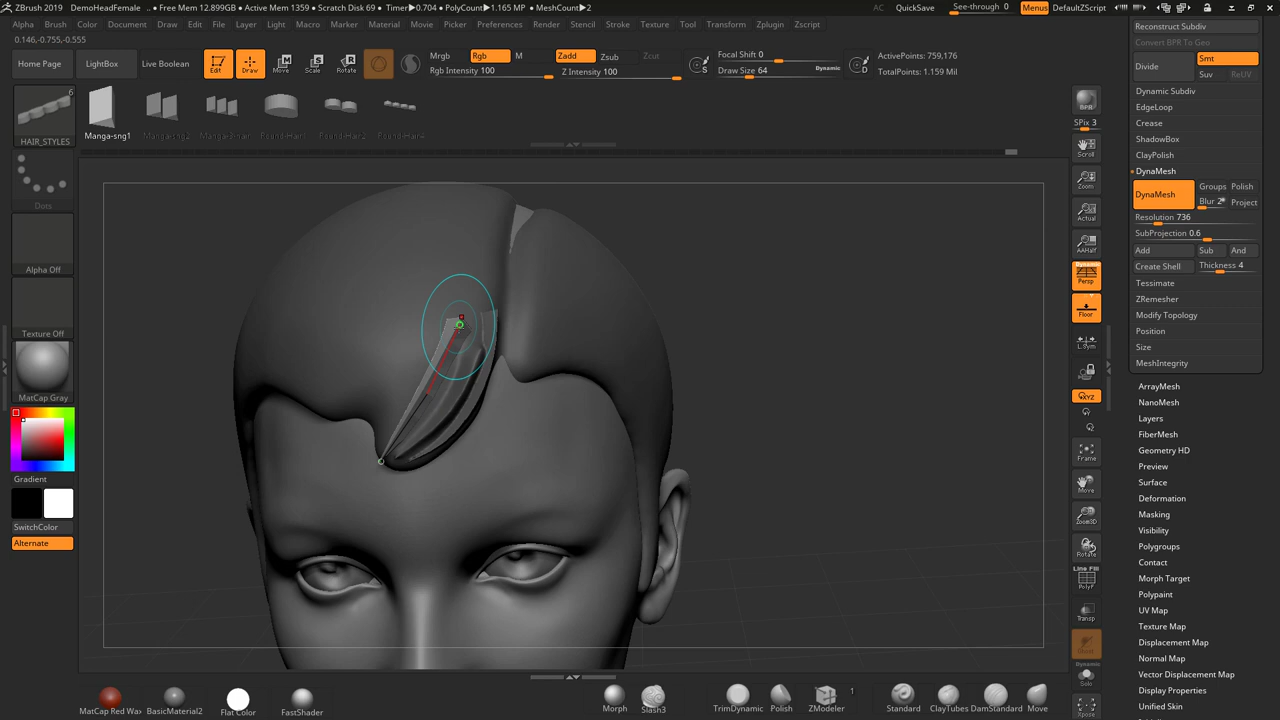 ZBrush 2019 DemoHeadFemale .. • Free Mem 12.899GB • Active Mem 1359 • Scratch Disk 69 • Timer▶0.704 • PolyCount▶1.165 MP • MeshCount▶2 AC QuickSave See-through 0 Menus DefaultZScript
Alpha Brush Color Document Draw Edit File Layer Light Macro Marker Material Movie Picker Preferences Render Stencil Stroke Texture Tool Transform Zplugin Zscript
0.146,-0.755,-0.555
Home Page LightBox Live Boolean Edit Draw Move Scale Rotate
Mrgb Rgb M Zadd Zsub Zcut
Rgb Intensity 100 Z Intensity 100
Focal Shift 0
Draw Size 64 Dynamic
S D
ActivePoints: 759,176
TotalPoints: 1.159 Mil
6
HAIR_STYLES
Manga-sng1 Manga-sng2 Round-Hair1 Round-Hair2
Dots
Alpha Off
Texture Off
MatCap Gray
Gradient
SwitchColor
Alternate
BPR
SPix 3
Scroll
Zoom
Actual
AAHalf
Dynamic
Persp
Floor
L.Sym
XYZ
Frame
Move
Zoom3D
Rotate
Line Fill
PolyF
Transp
Ghost
Dynamic
Solo
Xpose
Reconstruct Subdiv
Convert BPR To Geo
Divide
Smt
Suv ReUV
Dynamic Subdiv
EdgeLoop
Crease
ShadowBox
ClayPolish
DynaMesh
DynaMesh
Groups Polish
Blur 2 Project
Resolution 736
SubProjection 0.6
Add Sub And
Create Shell Thickness 4
Tessimate
ZRemesher
Modify Topology
Position
Size
MeshIntegrity
ArrayMesh
NanoMesh
Layers
FiberMesh
Geometry HD
Preview
Surface
Deformation
Masking
Visibility
Polygroups
Contact
Morph Target
Polypaint
UV Map
Texture Map
Displacement Map
Normal Map
Vector Displacement Map
Display Properties
Unified Skin
MatCap Red Wax BasicMaterial2 Flat Color FastShader Morph Slash3 TrimDynamic Polish ZModeler 1 Standard ClayTubes DamStandard Move